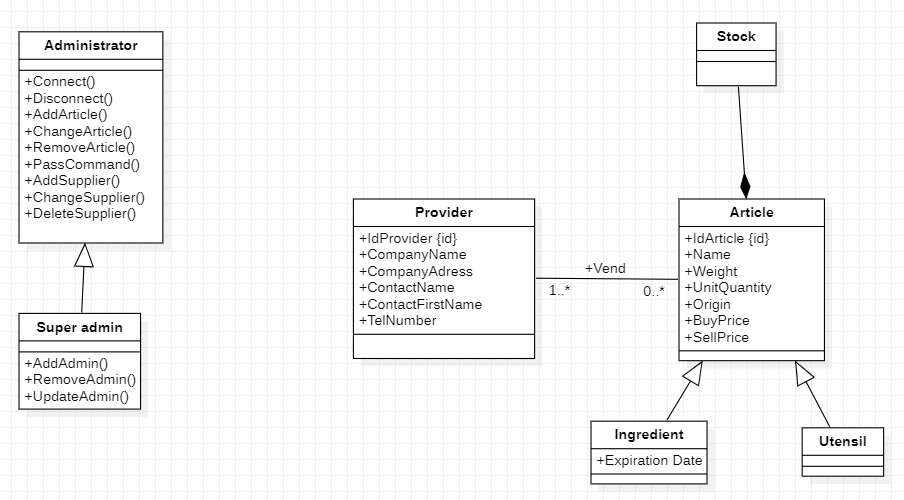 Administrator
+Connect()
+Disconnect()
+AddArticle()
+ChangeArticle()
+RemoveArticle()
+PassCommand()
+AddSupplier()
+ChangeSupplier()
+DeleteSupplier()
Super admin
+AddAdmin()
+RemoveAdmin()
+UpdateAdmin()
Provider
+IdProvider {id}
+CompanyName
+CompanyAdress
+ContactName
+ContactFirstName
+TelNumber
+Vend
1..*
0..*
Stock
Article
+IdArticle {id}
+Name
+Weight
+UnitQuantity
+Origin
+BuyPrice
+SellPrice
Ingredient
+Expiration Date
Utensil